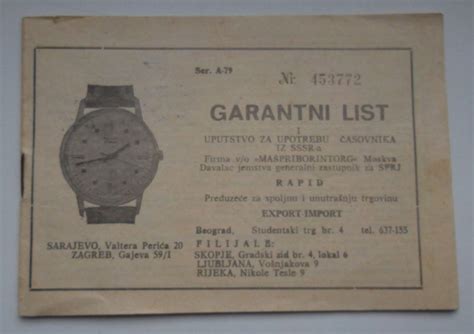 Ser. A-79
№ 453772
GARANTNI LIST
I
UPUTSTVO ZA UPOTREBU ČASOVNIKA
IZ SSSR-a
Firma v/o »MAŠPRIBORINTORG« Moskva
Davalac jemstva generalni zastupnik za SFRJ
RAPID
Preduzeće za spoljnu i unutrašnju trgovinu
EXPORT-IMPORT
Beograd, Studentski trg br. 4 tel. 637-155
FILIJALE:
SKOPJE, Gradski zid br. 4, lokal 6
LJUBLJANA, Vošnjakova 9
RIJEKA, Nikole Tesle 9
SARAJEVO, Valtera Perića 20
ZAGREB, Gajeva 59/I